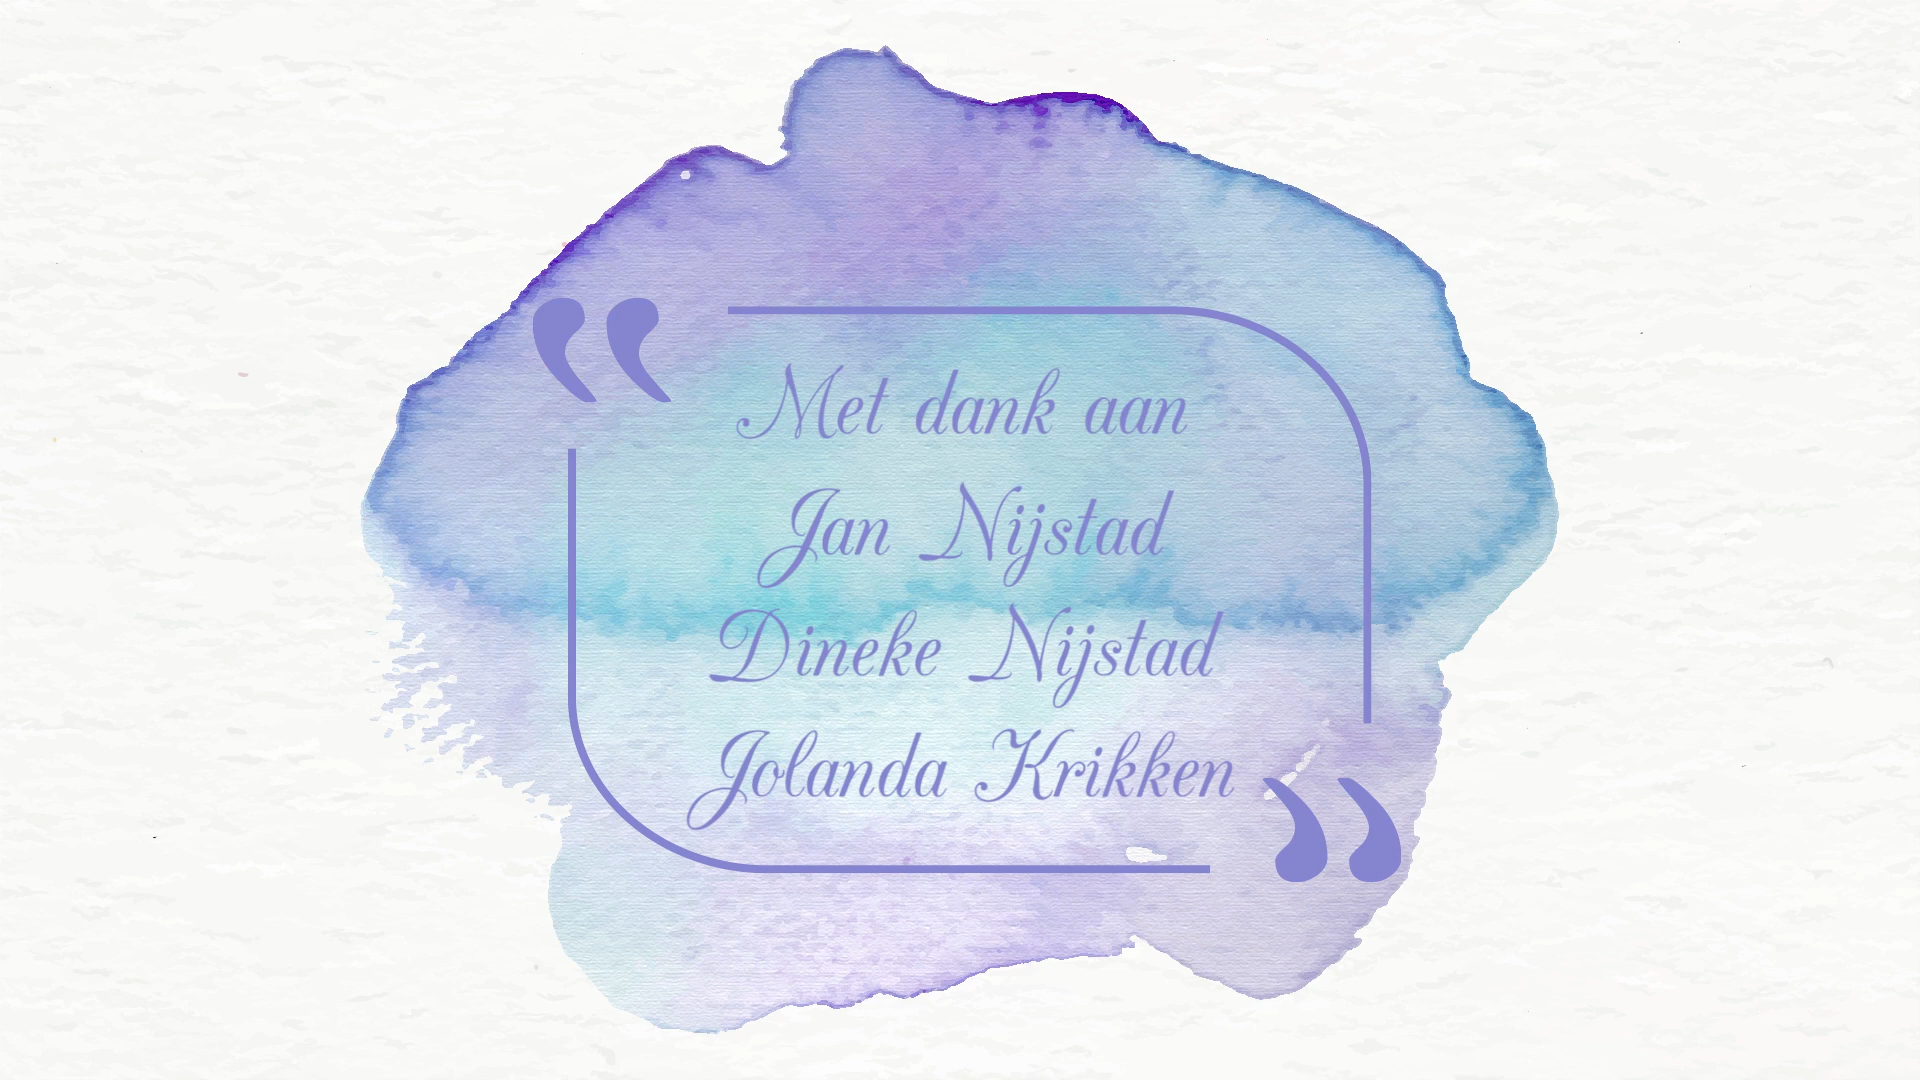 “
Met dank aan
Jan Nijstad
Dineke Nijstad
Jolanda Krikken
”